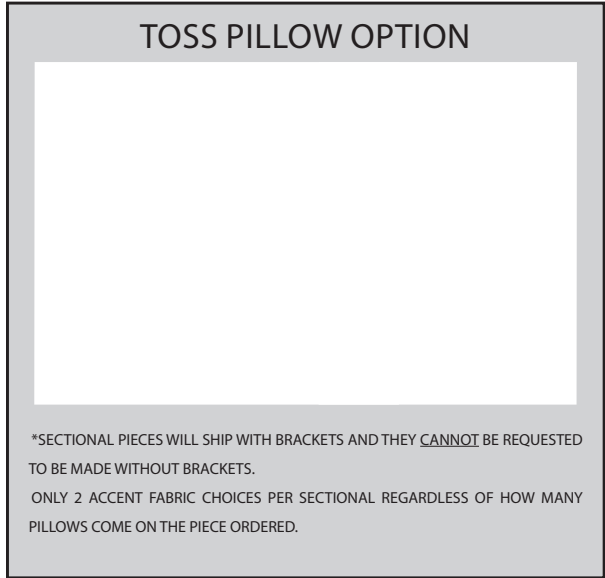 TOSS PILLOW OPTION
*SECTIONAL PIECES WILL SHIP WITH BRACKETS AND THEY CANNOT BE REQUESTED
TO BE MADE WITHOUT BRACKETS.
ONLY 2 ACCENT FABRIC CHOICES PER SECTIONAL REGARDLESS OF HOW MANY
PILLOWS COME ON THE PIECE ORDERED.